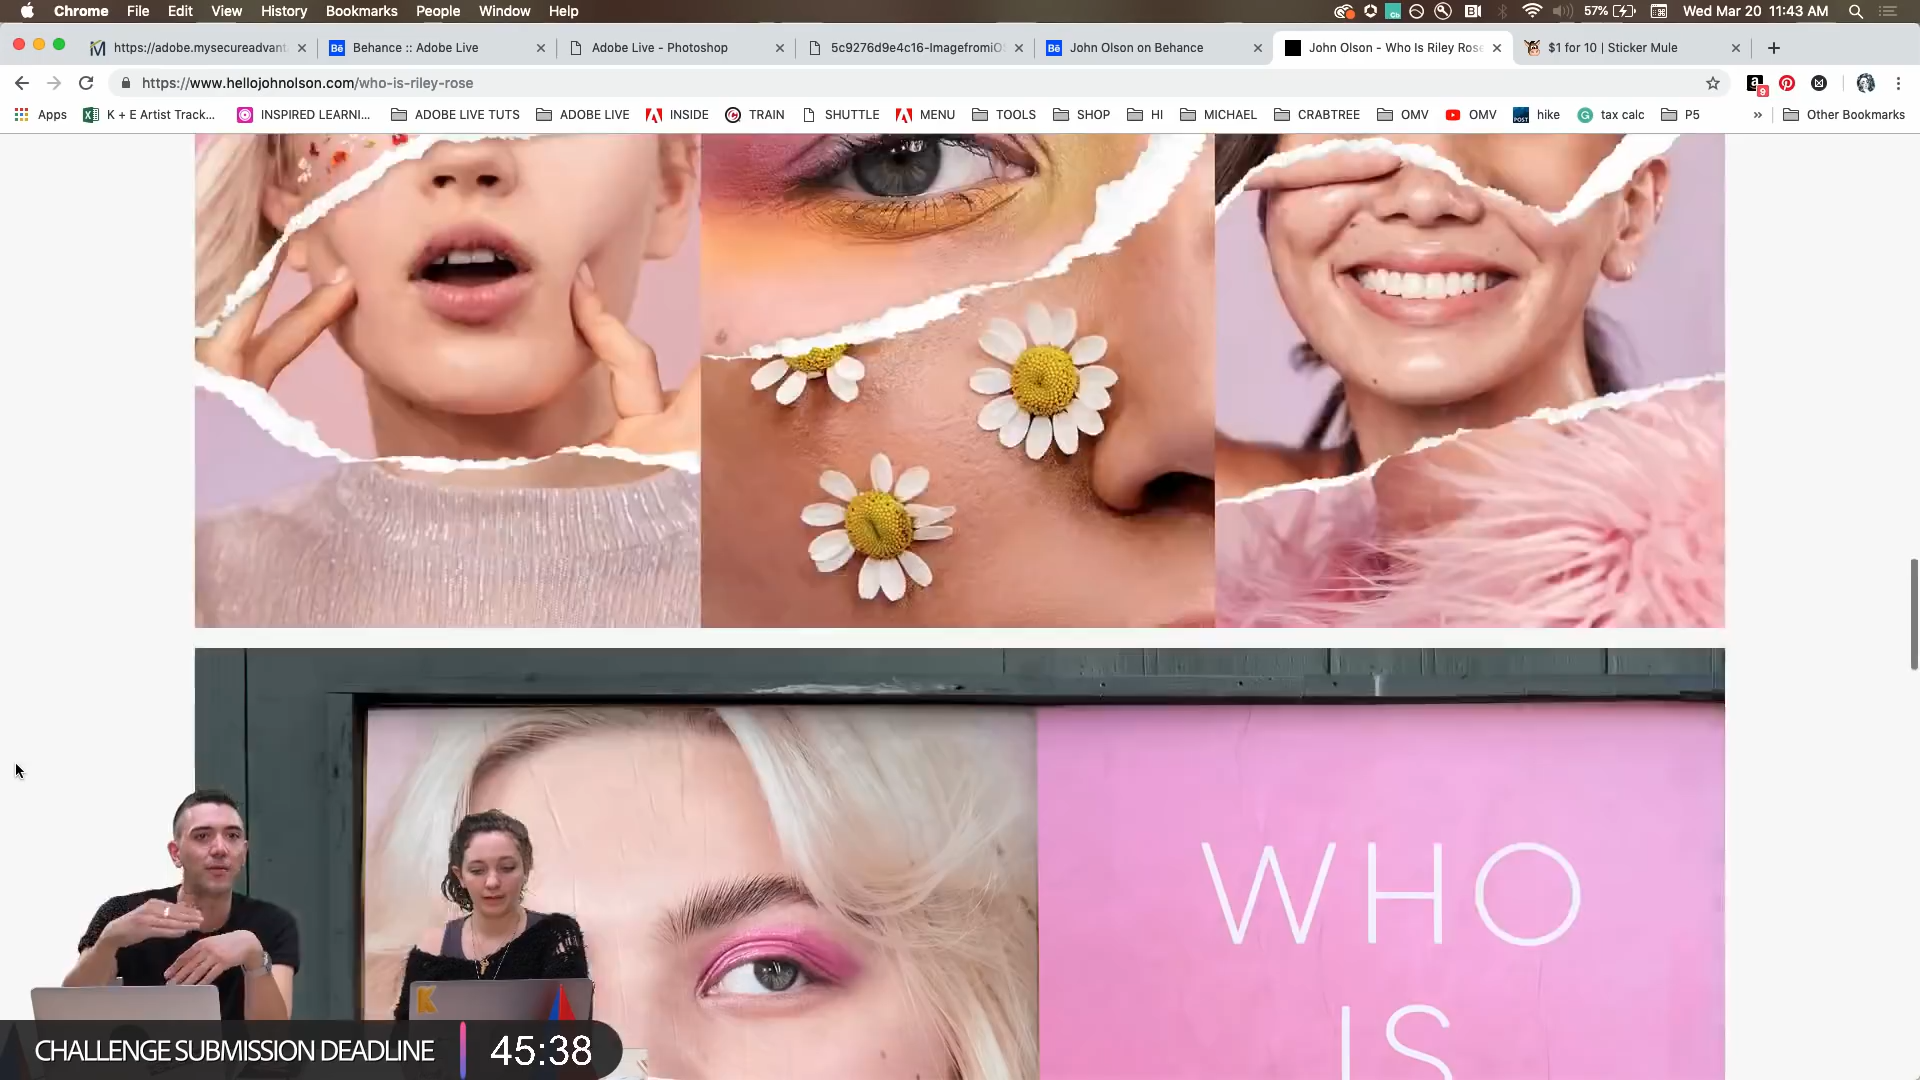 Chrome File Edit View History Bookmarks People Window Help 57% Wed Mar 20 11:43 AM
https://adobe.mysecureadvant Behance :: Adobe Live Adobe Live - Photoshop 5c9276d9e4c16-ImagefromiO John Olson on Behance John Olson - Who Is Riley Rose $1 for 10 | Sticker Mule
https://www.hellojohnolson.com/who-is-riley-rose 9
Apps K + E Artist Track... INSPIRED LEARNI... ADOBE LIVE TUTS ADOBE LIVE INSIDE TRAIN SHUTTLE MENU TOOLS SHOP HI MICHAEL CRABTREE OMV OMV hike tax calc P5 » Other Bookmarks
WHO
IS
K
CHALLENGE SUBMISSION DEADLINE 45:38